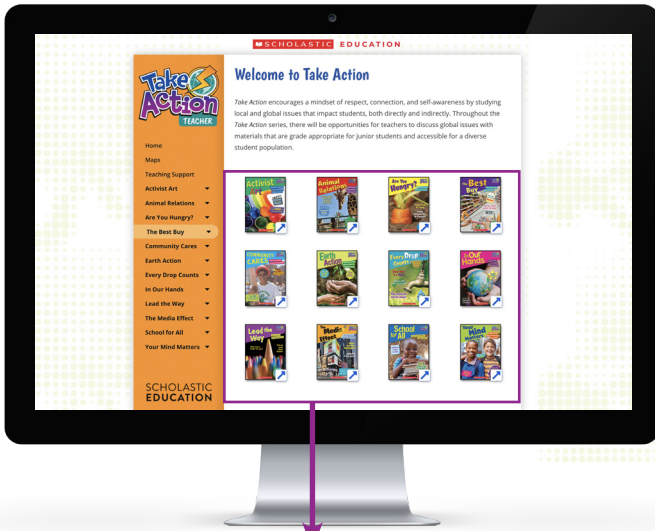 SCHOLASTIC EDUCATION
Take
Action
TEACHER
Welcome to Take Action
Take Action encourages a mindset of respect, connection, and self-awareness by studying
local and global issues that impact students, both directly and indirectly. Throughout the
Take Action series, there will be opportunities for teachers to discuss global issues with
materials that are grade appropriate for junior students and accessible for a diverse
student population.
Home
Maps
Teaching Support
Activist Art
Animal Relations
Are You Hungry?
The Best Buy
Community Cares
Earth Action
Every Drop Counts
In Our Hands
Lead the Way
The Media Effect
School for All
Your Mind Matters
SCHOLASTIC
EDUCATION
Activist
Animal
Relations
Are You
Hungry?
The Best
Buy
COMMUNITY
CARES
Earth
Action
Every Drop
Counts
In Our
Hands
Lead the
Way
Media
Effect
School
for All
Your
Mind
Matters